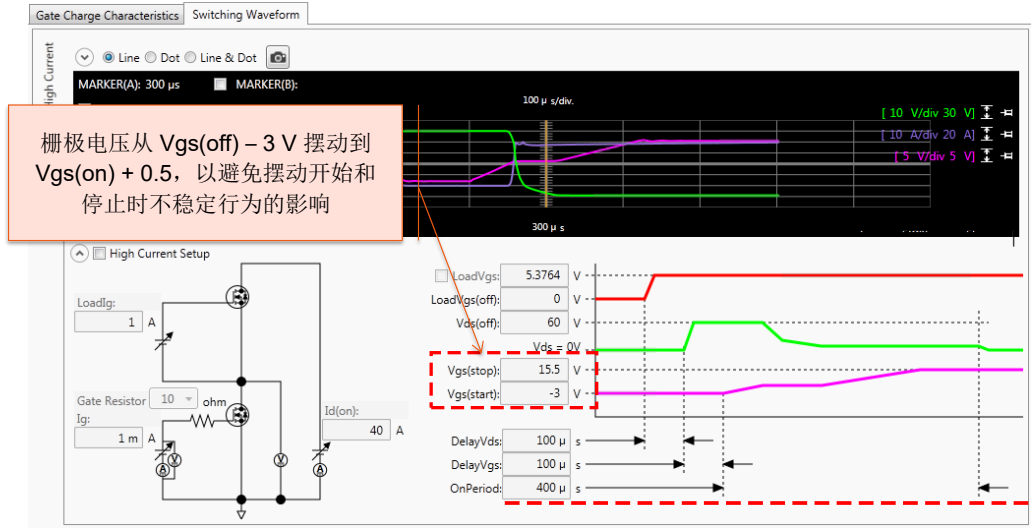 Gate Charge Characteristics
Switching Waveform
High Current
Line
Dot
Line & Dot
MARKER(A): 300 µs
MARKER(B):
100 µ s/div.
[ 10 V/div 30 V]
[ 10 A/div 20 A]
[ 5 V/div 5 V]
栅极电压从 Vgs(off) – 3 V 摆动到
Vgs(on) + 0.5，以避免摆动开始和
停止时不稳定行为的影响
300 µ s
High Current Setup
LoadIg:
1 A
Gate Resistor 10 ohm
Ig:
1 m A
A
V
V
A
Id(on):
40 A
LoadVgs: 5.3764 V
LoadVgs(off): 0 V
Vds(off): 60 V
Vds = 0V
Vgs(stop): 15.5 V
Vgs(start): -3 V
DelayVds: 100 µ s
DelayVgs: 100 µ s
OnPeriod: 400 µ s